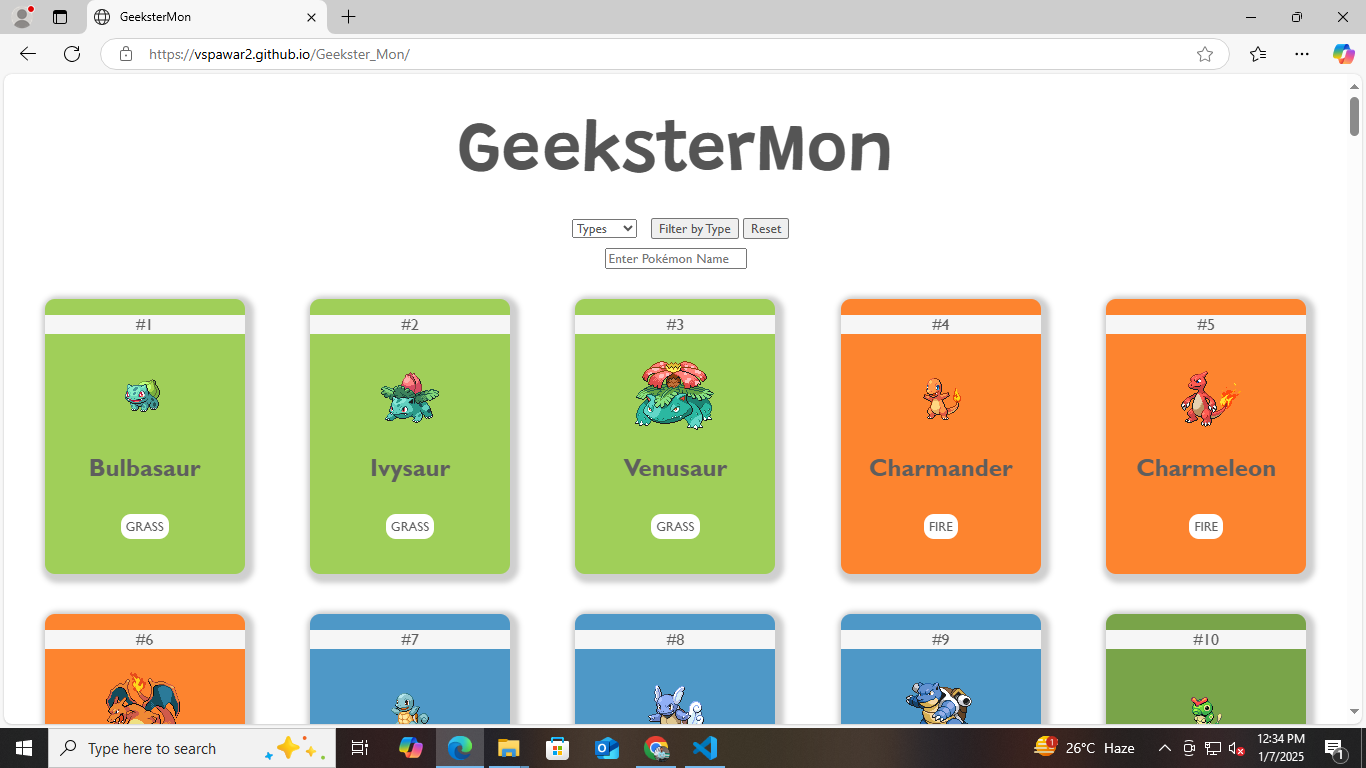 GeeksterMon
https://vspawar2.github.io/Geekster_Mon/
GeeksterMon
Types Filter by Type Reset
Enter Pokémon Name
#1 #2 #3 #4 #5
Bulbasaur Ivysaur Venusaur Charmander Charmeleon
GRASS GRASS GRASS FIRE FIRE
#6 #7 #8 #9 #10
Type here to search
1 26°C Haze 12:34 PM
1/7/2025
1